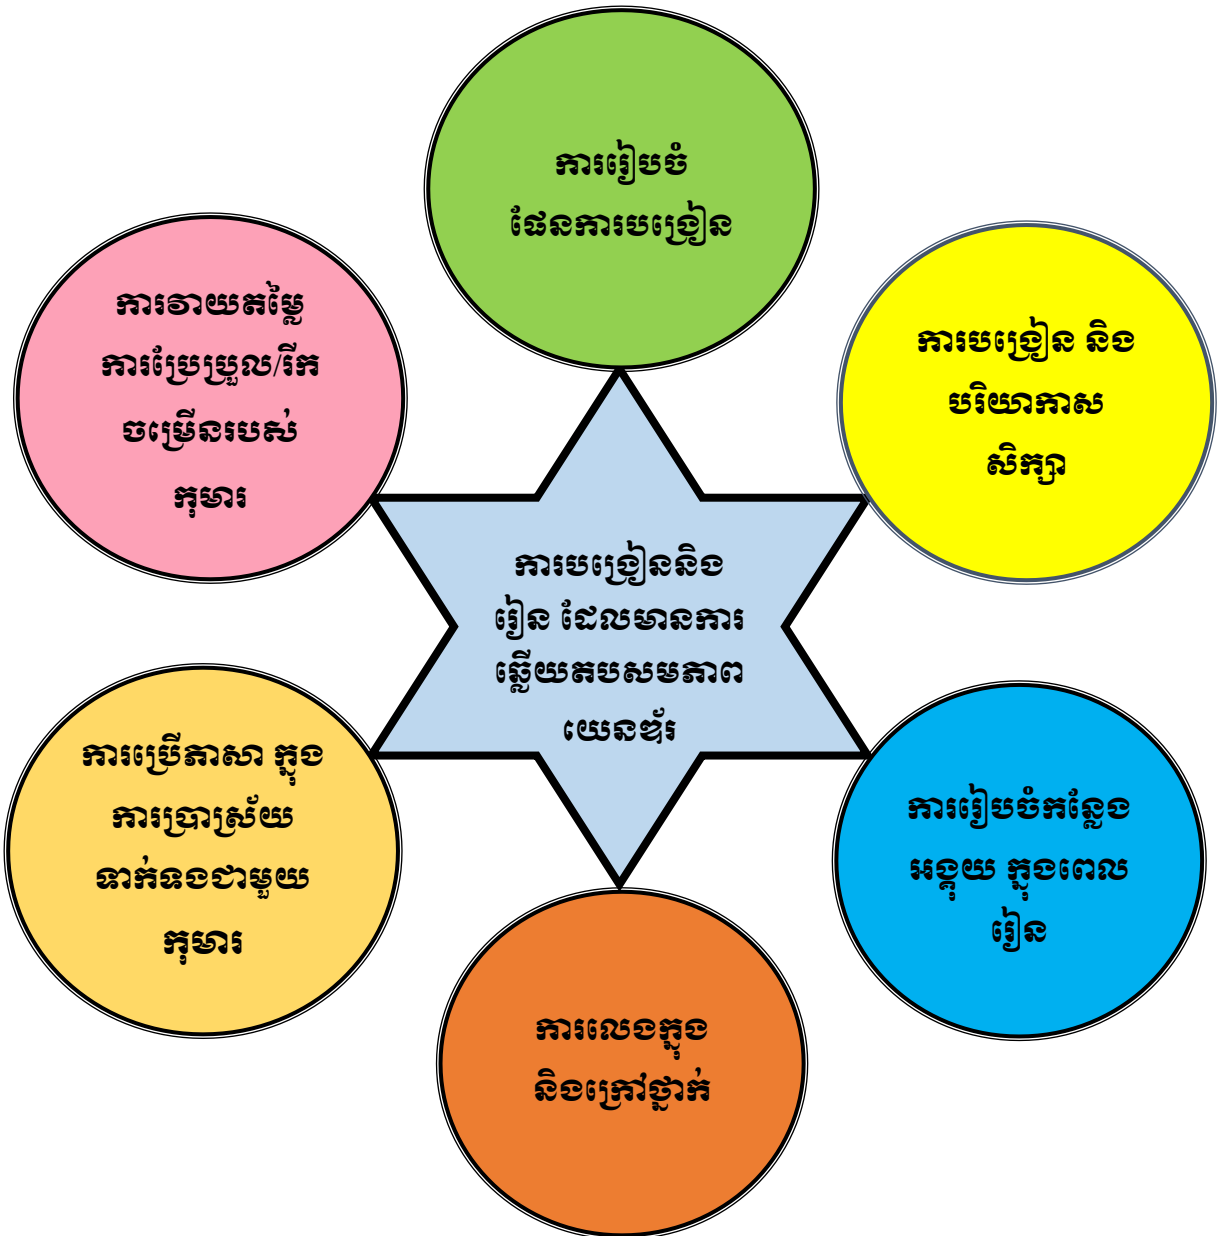 ការរៀបចំ
ផែនការបង្រៀន
ការបង្រៀន និង
បរិយាកាស
សិក្សា
ការរៀបចំកន្លែង
អង្គុយ ក្នុងពេល
រៀន
ការលេងក្នុង
និងក្រៅថ្នាក់
ការប្រើភាសា ក្នុង
ការប្រាស្រ័យ
ទាក់ទងជាមួយ
កុមារ
ការវាយតម្លៃ
ការប្រែប្រួល/រីក
ចម្រើនរបស់
កុមារ
ការបង្រៀននិង
រៀន ដែលមានការ
ឆ្លើយតបសមភាព
យេនឌ័រ